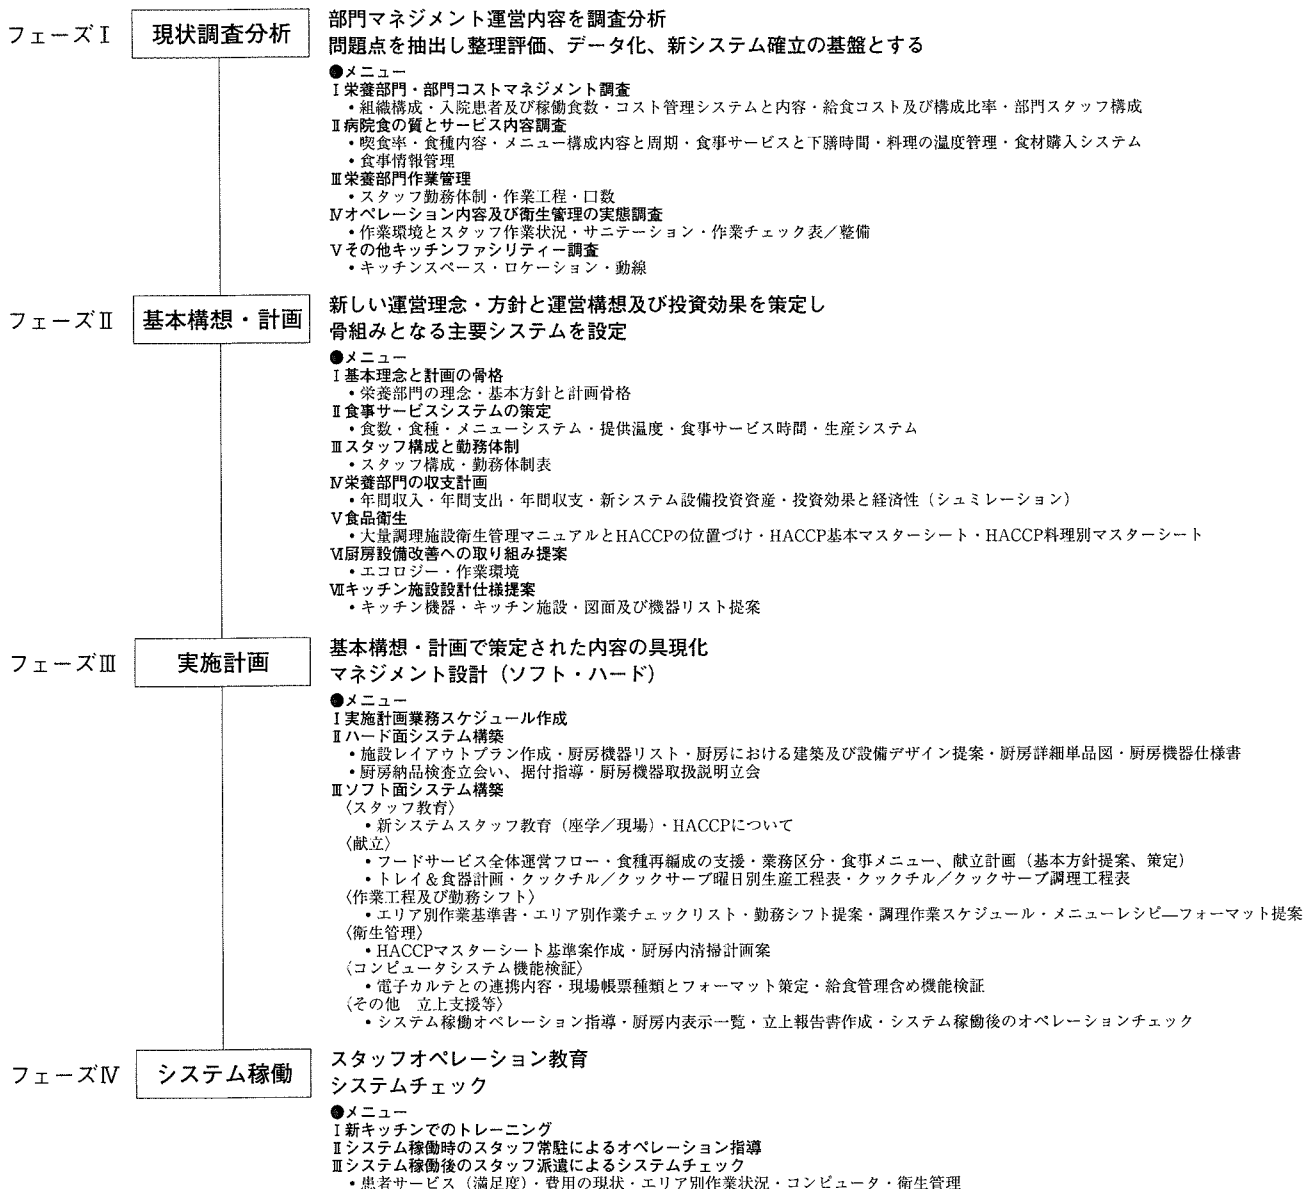 フェーズⅠ 現状調査分析
部門マネジメント運営内容を調査分析
問題点を抽出し整理評価、データ化、新システム確立の基盤とする
●メニュー
Ⅰ栄養部門・部門コストマネジメント調査
・組織構成・入院患者及び稼働食数・コスト管理システムと内容・給食コスト及び構成比率・部門スタッフ構成
Ⅱ病院食の質とサービス内容調査
・喫食率・食種内容・メニュー構成内容と周期・食事サービスと下膳時間・料理の温度管理・食材購入システム
・食事情報管理
Ⅲ栄養部門作業管理
・スタッフ勤務体制・作業工程・口数
Ⅳオペレーション内容及び衛生管理の実態調査
・作業環境とスタッフ作業状況・サニテーション・作業チェック表／整備
Ⅴその他キッチンファシリティー調査
・キッチンスペース・ロケーション・動線
フェーズⅡ 基本構想・計画
新しい運営理念・方針と運営構想及び投資効果を策定し
骨組みとなる主要システムを設定
●メニュー
Ⅰ基本理念と計画の骨格
・栄養部門の理念・基本方針と計画骨格
Ⅱ食事サービスシステムの策定
・食数・食種・メニューシステム・提供温度・食事サービス時間・生産システム
Ⅲスタッフ構成と勤務体制
・スタッフ構成・勤務体制表
Ⅳ栄養部門の収支計画
・年間収入・年間支出・年間収支・新システム設備投資資産・投資効果と経済性（シュミレーション）
Ⅴ食品衛生
・大量調理施設衛生管理マニュアルとHACCPの位置づけ・HACCP基本マスターシート・HACCP料理別マスターシート
Ⅵ厨房設備改善への取り組み提案
・エコロジー・作業環境
Ⅶキッチン施設設計仕様提案
・キッチン機器・キッチン施設・図面及び機器リスト提案
フェーズⅢ 実施計画
基本構想・計画で策定された内容の具現化
マネジメント設計（ソフト・ハード）
●メニュー
Ⅰ実施計画業務スケジュール作成
Ⅱハード面システム構築
・施設レイアウトプラン作成・厨房機器リスト・厨房における建築及び設備デザイン提案・厨房詳細単品図・厨房機器仕様書
・厨房納品検査立会い、据付指導・厨房機器取扱説明立会
Ⅲソフト面システム構築
〈スタッフ教育〉
・新システムスタッフ教育（座学／現場）・HACCPについて
〈献立〉
・フードサービス全体運営フロー・食種再編成の支援・業務区分・食事メニュー、献立計画（基本方針提案、策定）
・トレイ＆食器計画・クックチル／クックサーブ曜日別生産工程表・クックチル／クックサーブ調理工程表
〈作業工程及び勤務シフト〉
・エリア別作業基準書・エリア別作業チェックリスト・勤務シフト提案・調理作業スケジュール・メニューレシピ―フォーマット提案
〈衛生管理〉
・HACCPマスターシート基準案作成・厨房内清掃計画案
〈コンピュータシステム機能検証〉
・電子カルテとの連携内容・現場帳票種類とフォーマット策定・給食管理含め機能検証
〈その他　立上支援等〉
・システム稼働オペレーション指導・厨房内表示一覧・立上報告書作成・システム稼働後のオペレーションチェック
フェーズⅣ システム稼働
スタッフオペレーション教育
システムチェック
●メニュー
Ⅰ新キッチンでのトレーニング
Ⅱシステム稼働時のスタッフ常駐によるオペレーション指導
Ⅲシステム稼働後のスタッフ派遣によるシステムチェック
・患者サービス（満足度）・費用の現状・エリア別作業状況・コンピュータ・衛生管理